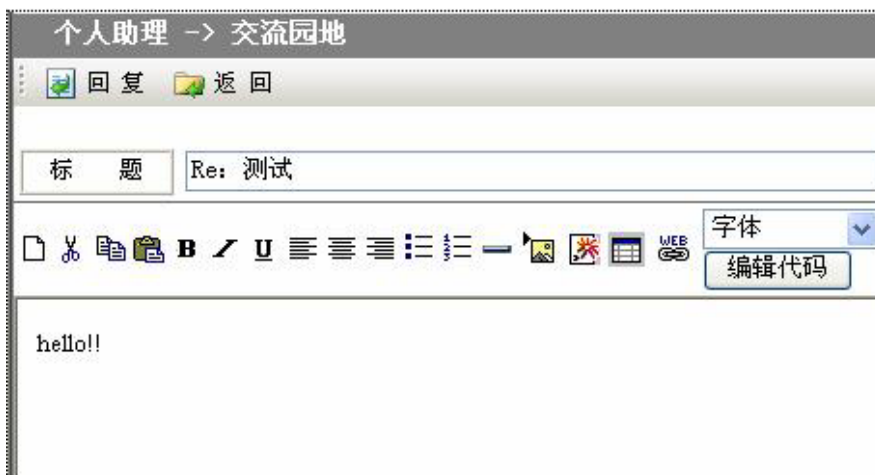 个人助理 -> 交流园地
回 复 返 回
标 题 Re: 测试
B I U WEB 字体
编辑代码
hello!!